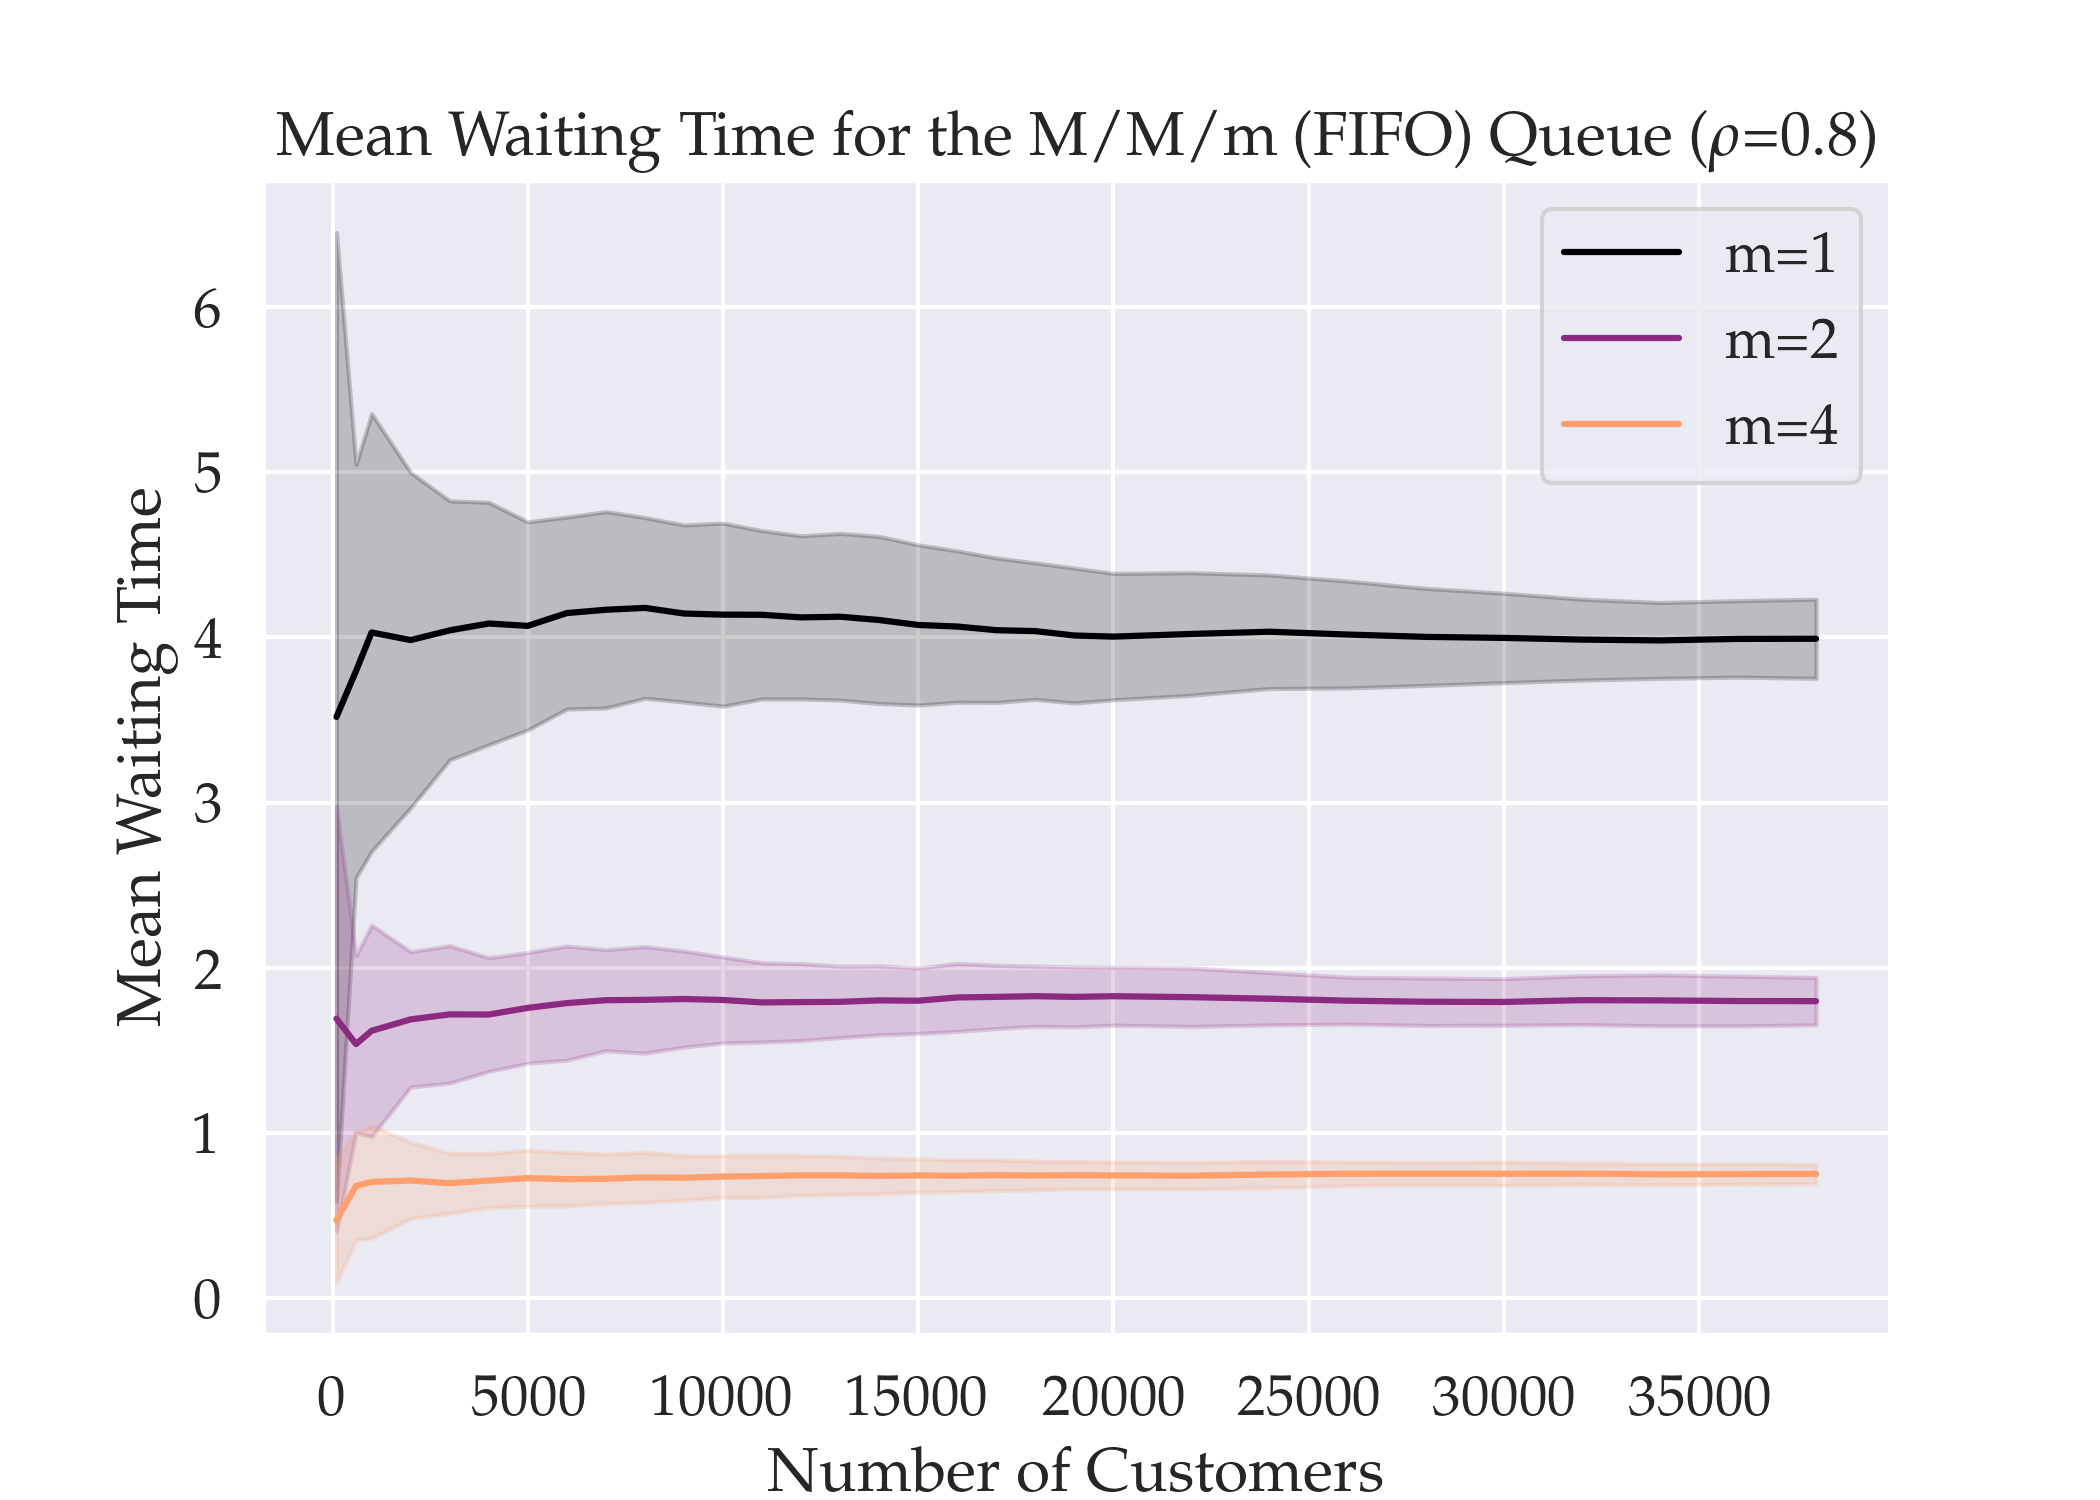 Mean Waiting Time for the M/M/m (FIFO) Queue (ρ=0.8)
m=1
m=2
m=4
Mean Waiting Time
6
5
4
3
2
1
0
0 5000 10000 15000 20000 25000 30000 35000
Number of Customers